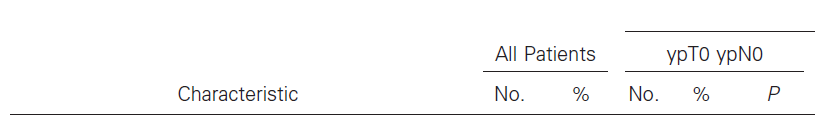 All Patients ypT0 ypN0
Characteristic No. % No. % P